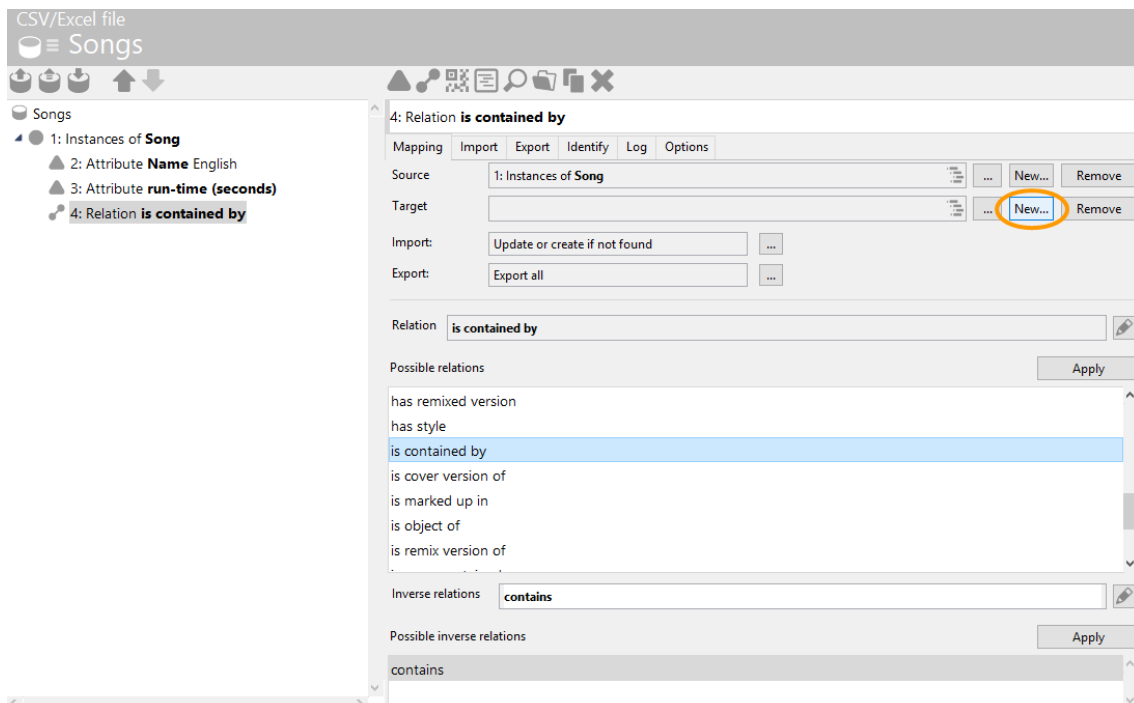 CSV/Excel file
Songs
Songs
1: Instances of Song
2: Attribute Name English
3: Attribute run-time (seconds)
4: Relation is contained by
4: Relation is contained by
Mapping Import Export Identify Log Options
Source 1: Instances of Song ... New... Remove
Target ... New... Remove
Import: Update or create if not found ...
Export: Export all ...
Relation is contained by
Possible relations Apply
has remixed version
has style
is contained by
is cover version of
is marked up in
is object of
is remix version of
Inverse relations contains
Possible inverse relations Apply
contains